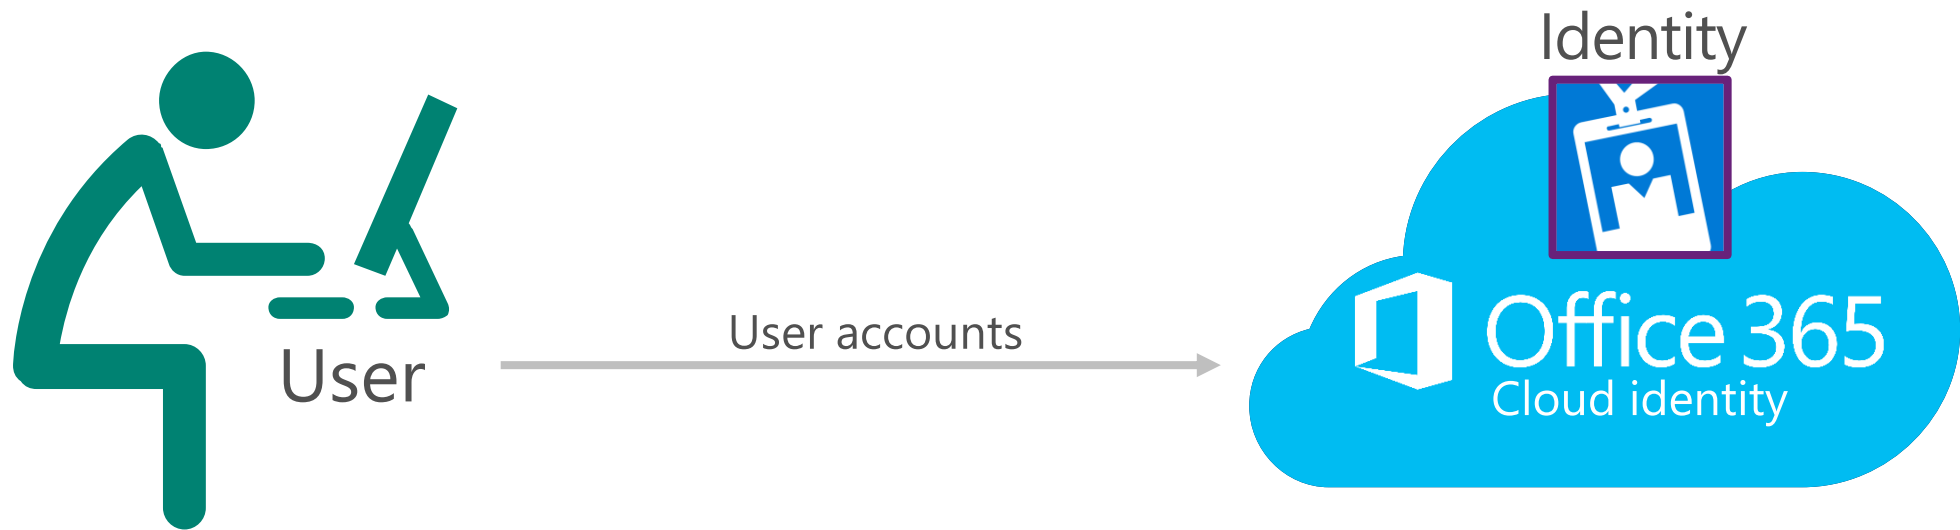 Identity
User accounts
User
Office 365
Cloud identity